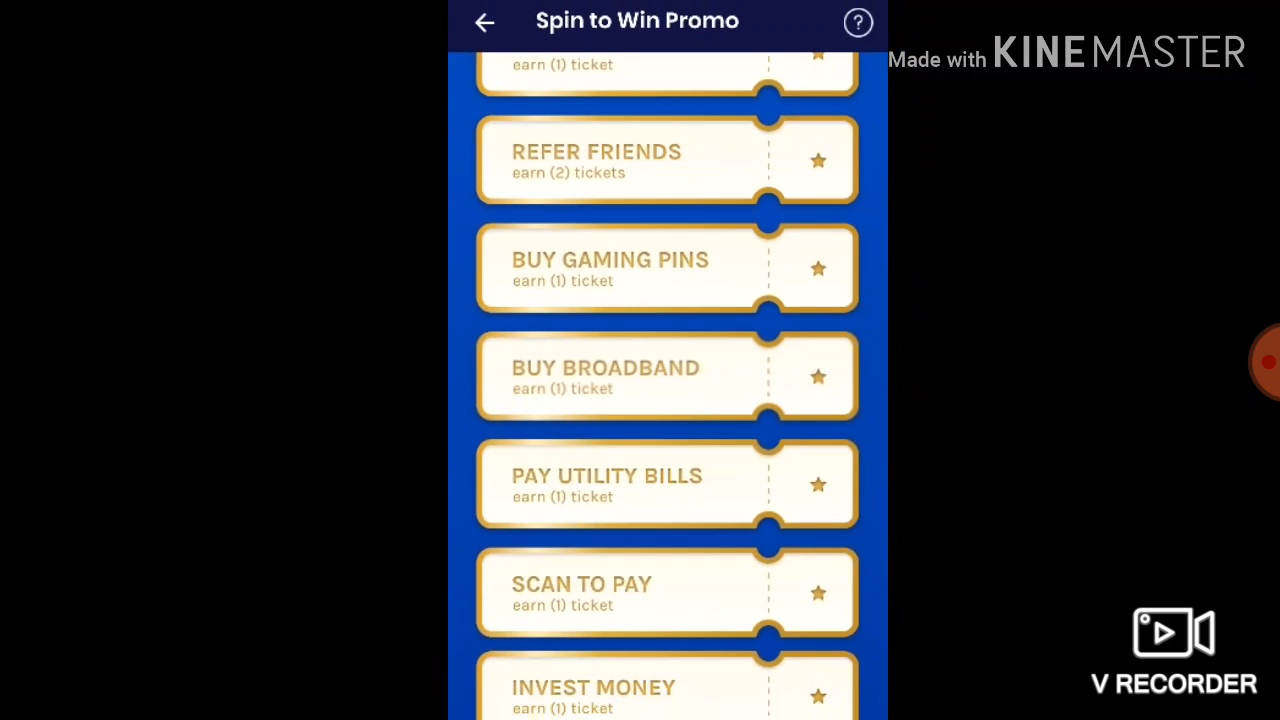 Spin to Win Promo
?
Made with KINEMASTER
earn (1) ticket
REFER FRIENDS
earn (2) tickets
BUY GAMING PINS
earn (1) ticket
BUY BROADBAND
earn (1) ticket
PAY UTILITY BILLS
earn (1) ticket
SCAN TO PAY
earn (1) ticket
INVEST MONEY
earn (1) ticket
V RECORDER